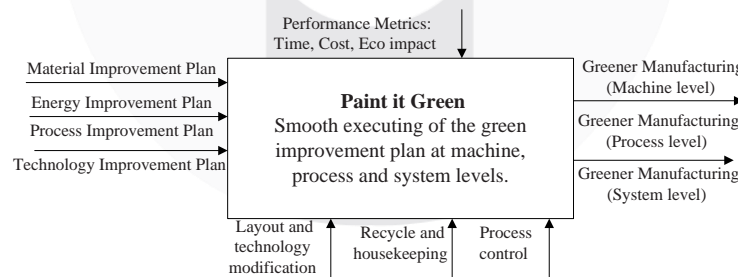 Performance Metrics:
Time, Cost, Eco impact
Material Improvement Plan
Energy Improvement Plan
Process Improvement Plan
Technology Improvement Plan
Paint it Green
Smooth executing of the green
improvement plan at machine,
process and system levels.
Greener Manufacturing
(Machine level)
Greener Manufacturing
(Process level)
Greener Manufacturing
(System level)
Layout and
technology
modification
Recycle and
housekeeping
Process
control